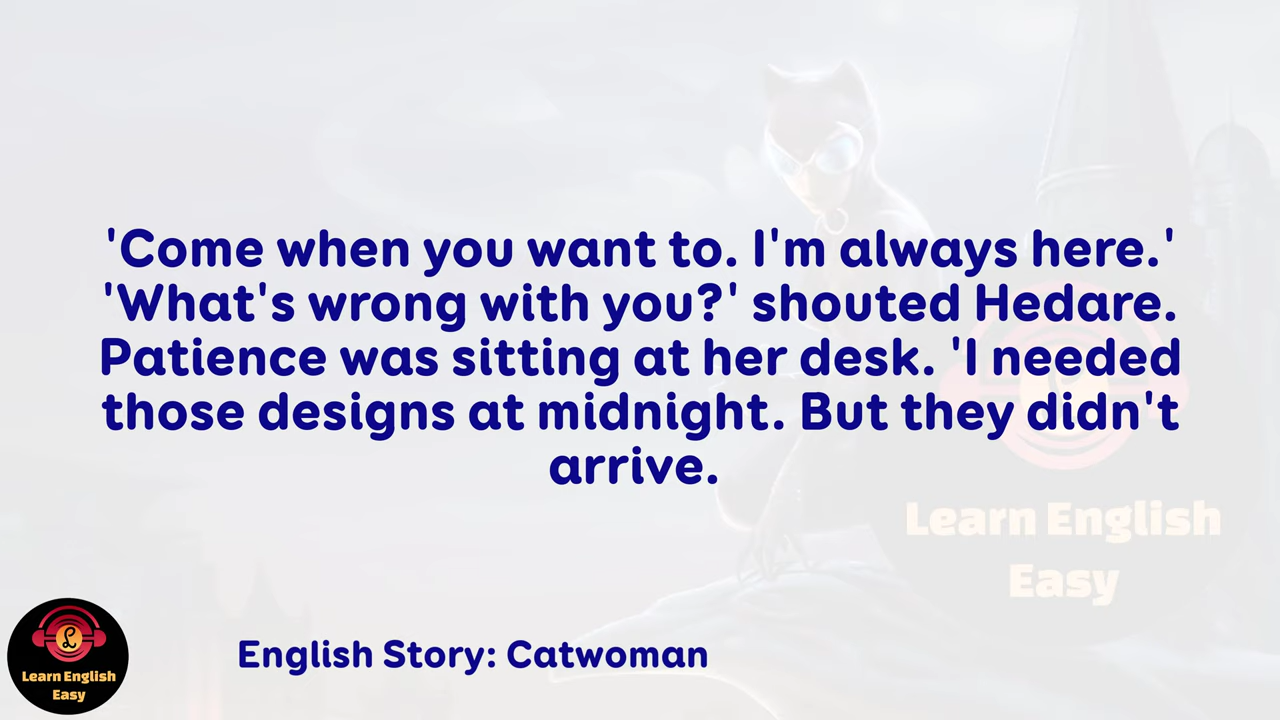 'Come when you want to. I'm always here.'
'What's wrong with you?' shouted Hedare.
Patience was sitting at her desk. 'I needed
those designs at midnight. But they didn't
arrive.
Learn English
Easy
L
Learn English
Easy
English Story: Catwoman